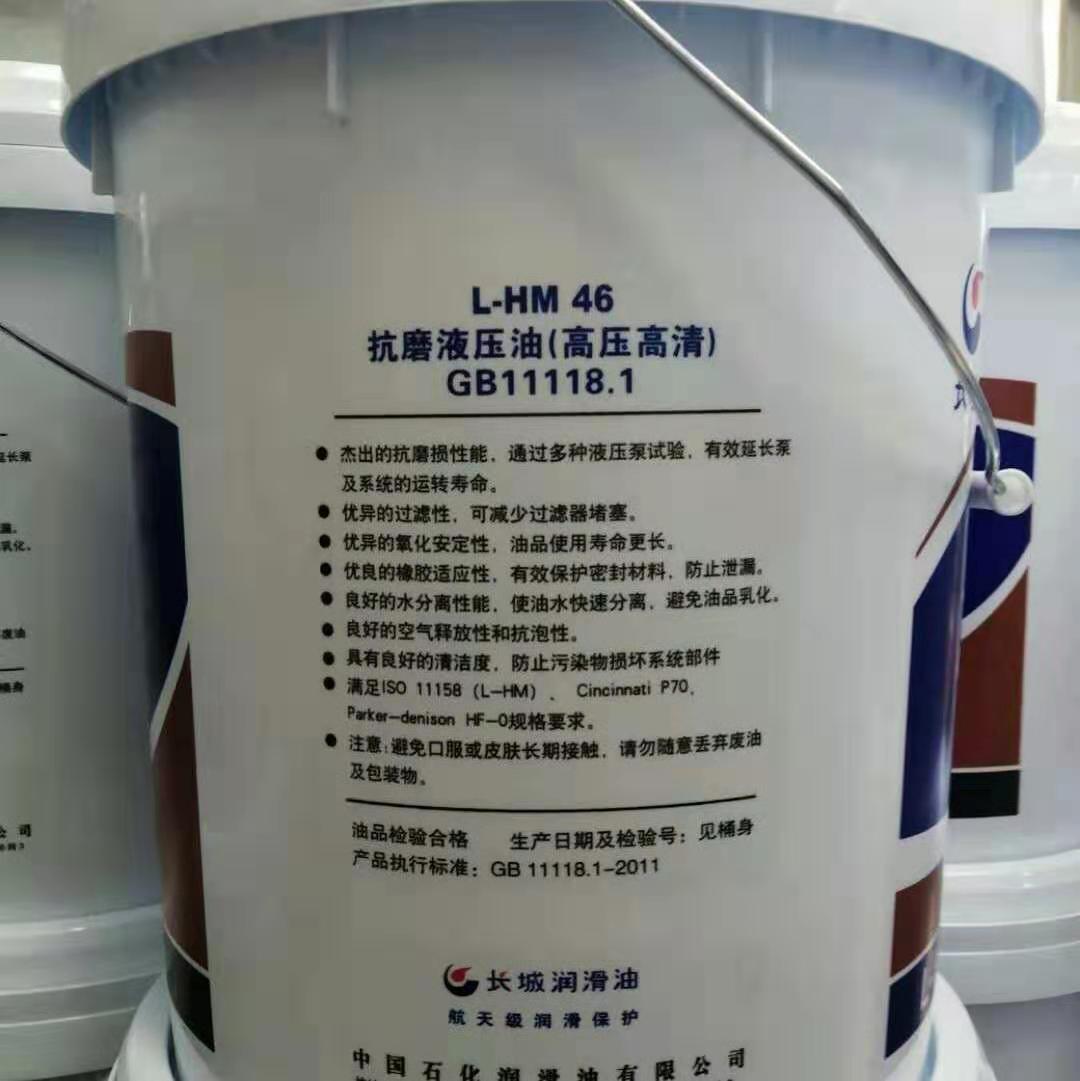 L-HM 46
抗磨液压油(高压高清)
GB11118.1
● 杰出的抗磨损性能，通过多种液压泵试验，有效延长泵
及系统的运转寿命。
● 优异的过滤性，可减少过滤器堵塞。
● 优异的氧化安定性，油品使用寿命更长。
● 优良的橡胶适应性，有效保护密封材料，防止泄漏。
● 良好的水分离性能，使油水快速分离，避免油品乳化。
● 良好的空气释放性和抗泡性。
● 具有良好的清洁度，防止污染物损坏系统部件
● 满足ISO 11158（L-HM）、 Cincinnati P70、
Parker-denison HF-0规格要求。
● 注意:避免口服或皮肤长期接触，请勿随意丢弃废油
及包装物。
油品检验合格 生产日期及检验号：见桶身
产品执行标准：GB 11118.1-2011
长城润滑油
航天级润滑保护
中国石化润滑油有限公司
延长泵
漏。
乳化。
废油
桶身
公司